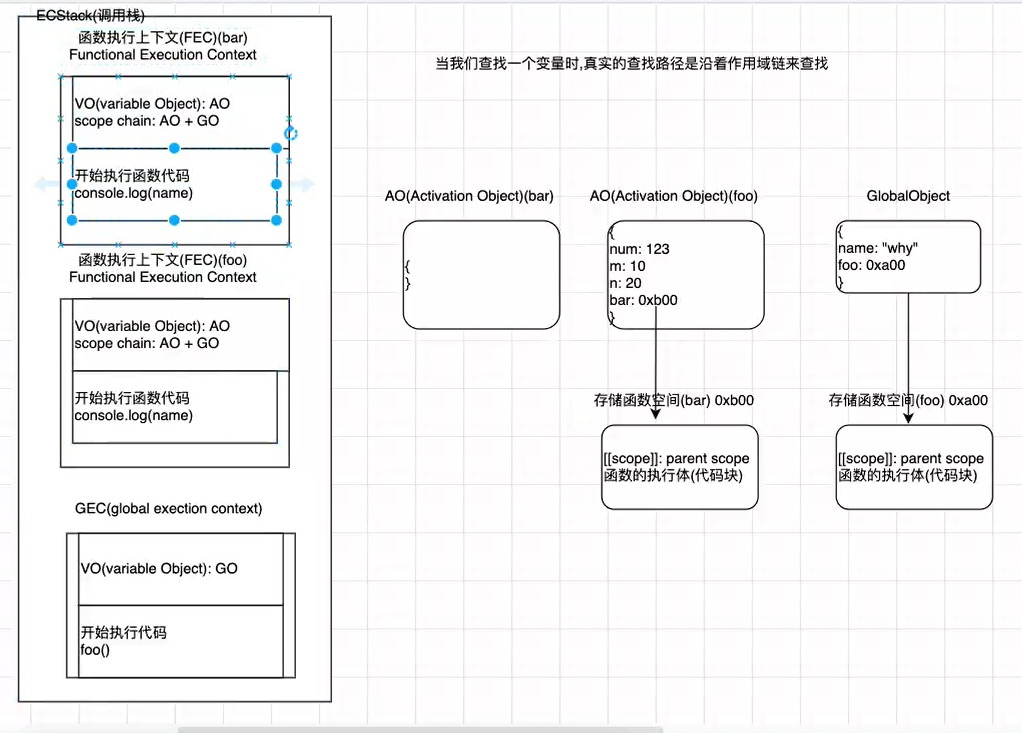 ECStack(调用栈)
函数执行上下文(FEC)(bar)
Functional Execution Context
VO(variable Object): AO
scope chain: AO + GO
开始执行函数代码
console.log(name)
函数执行上下文(FEC)(foo)
Functional Execution Context
VO(variable Object): AO
scope chain: AO + GO
开始执行函数代码
console.log(name)
GEC(global exection context)
VO(variable Object): GO
开始执行代码
foo()
当我们查找一个变量时,真实的查找路径是沿着作用域链来查找
AO(Activation Object)(bar)
{
}
AO(Activation Object)(foo)
{
num: 123
m: 10
n: 20
bar: 0xb00
}
存储函数空间(bar) 0xb00
[[scope]]: parent scope
函数的执行体(代码块)
GlobalObject
{
name: "why"
foo: 0xa00
}
存储函数空间(foo) 0xa00
[[scope]]: parent scope
函数的执行体(代码块)